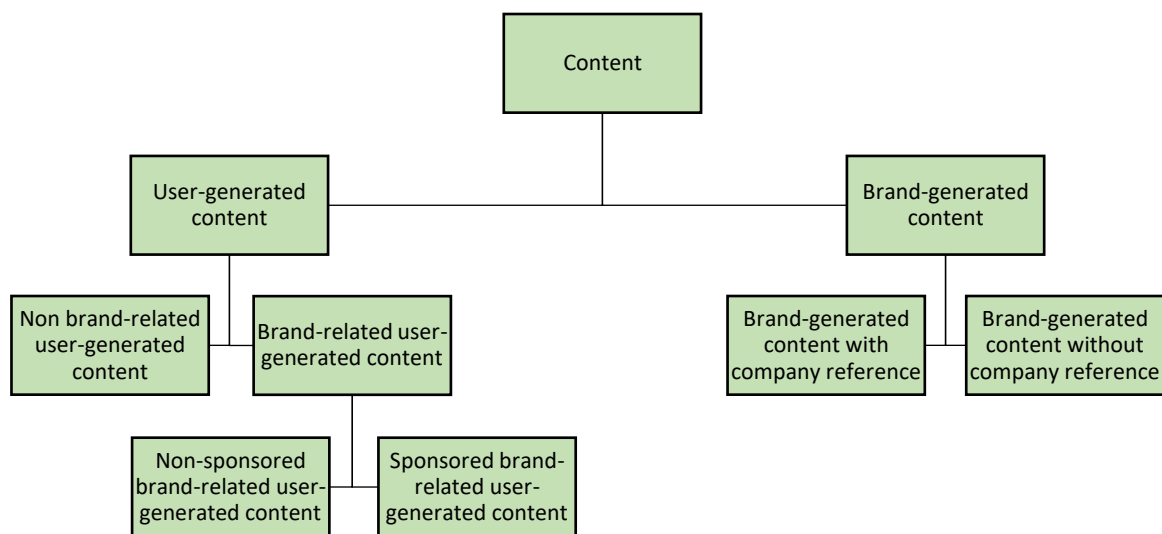 Content
User-generated
content
Brand-generated
content
Non brand-related
user-generated
content
Brand-related user-
generated content
Brand-generated
content with
company reference
Brand-generated
content without
company reference
Non-sponsored
brand-related user-
generated content
Sponsored brand-
related user-
generated content